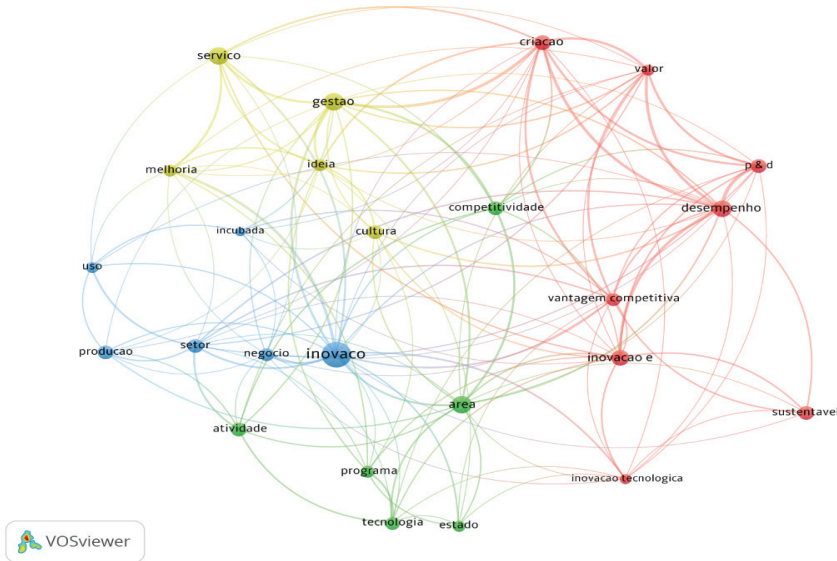 criacao
servico
valor
gestao
p & d
ideia
melhoria
competitividade
desempenho
incubada
cultura
uso
vantagem competitiva
setor
producao
negocio
inovaco
inovacao e
area
sustentavel
atividade
programa
inovacao tecnologica
tecnologia
estado
VOSviewer